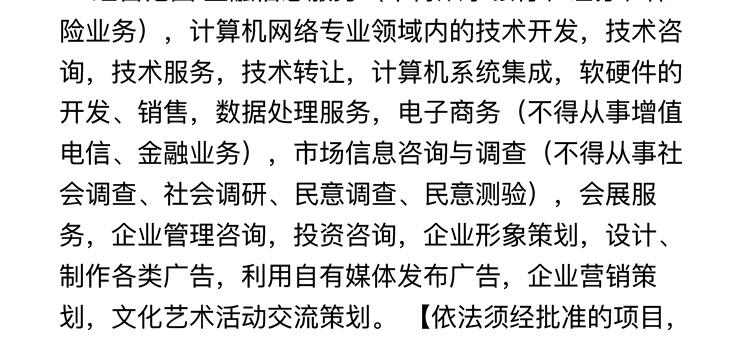 险业务），计算机网络专业领域内的技术开发，技术咨
询，技术服务，技术转让，计算机系统集成，软硬件的
开发、销售，数据处理服务，电子商务（不得从事增值
电信、金融业务），市场信息咨询与调查（不得从事社
会调查、社会调研、民意调查、民意测验），会展服
务，企业管理咨询，投资咨询，企业形象策划，设计、
制作各类广告，利用自有媒体发布广告，企业营销策
划，文化艺术活动交流策划。 【依法须经批准的项目，